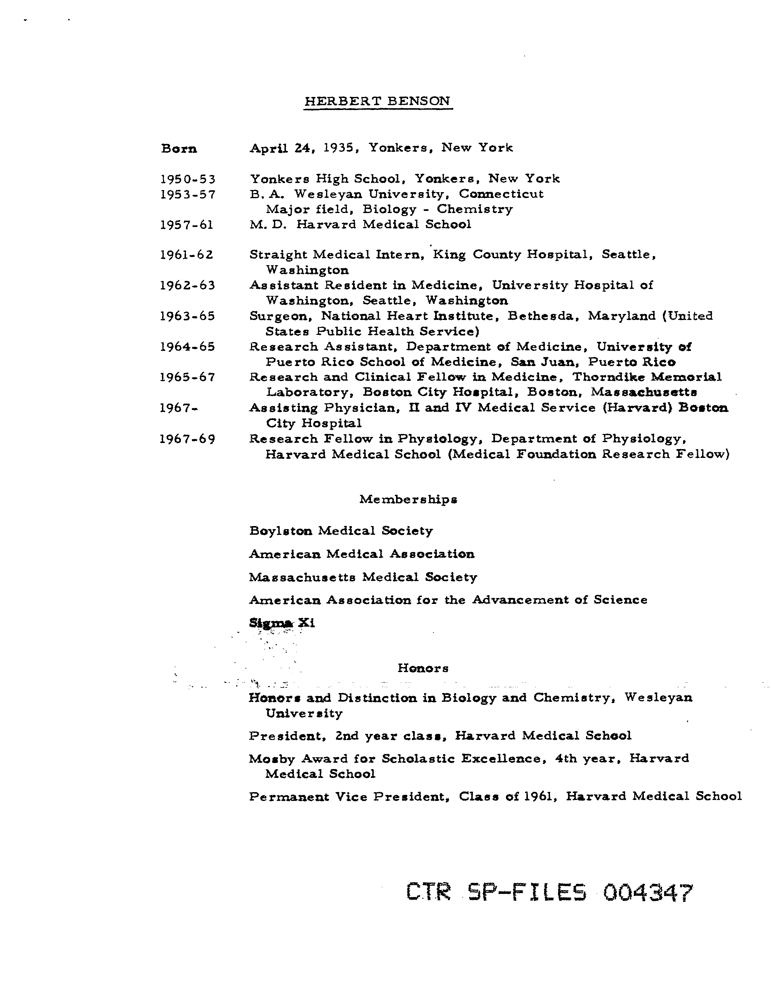 HERBERT BENSON
Born April 24, 1935, Yonkers, New York
1950-53 Yonkers High School, Yonkers, New York
1953-57 B. A. Wesleyan University, Connecticut
Major field, Biology - Chemistry
1957-61 M. D. Harvard Medical School
1961-62 Straight Medical Intern, King County Hospital, Seattle,
Washington
1962-63 Assistant Resident in Medicine, University Hospital of
Washington, Seattle, Washington
1963-65 Surgeon, National Heart Institute, Bethesda, Maryland (United
States Public Health Service)
1964-65 Research Assistant, Department of Medicine, University of
Puerto Rico School of Medicine, San Juan, Puerto Rico
1965-67 Research and Clinical Fellow in Medicine, Thorndike Memorial
Laboratory, Boston City Hospital, Boston, Massachusetts
1967- Assisting Physician, II and IV Medical Service (Harvard) Boston
City Hospital
1967-69 Research Fellow in Physiology, Department of Physiology,
Harvard Medical School (Medical Foundation Research Fellow)
Memberships
Boylston Medical Society
American Medical Association
Massachusetts Medical Society
American Association for the Advancement of Science
Sigma Xi
Honors
Honors and Distinction in Biology and Chemistry, Wesleyan
University
President, 2nd year class, Harvard Medical School
Mosby Award for Scholastic Excellence, 4th year, Harvard
Medical School
Permanent Vice President, Class of 1961, Harvard Medical School
CTR SP-FILES 004347